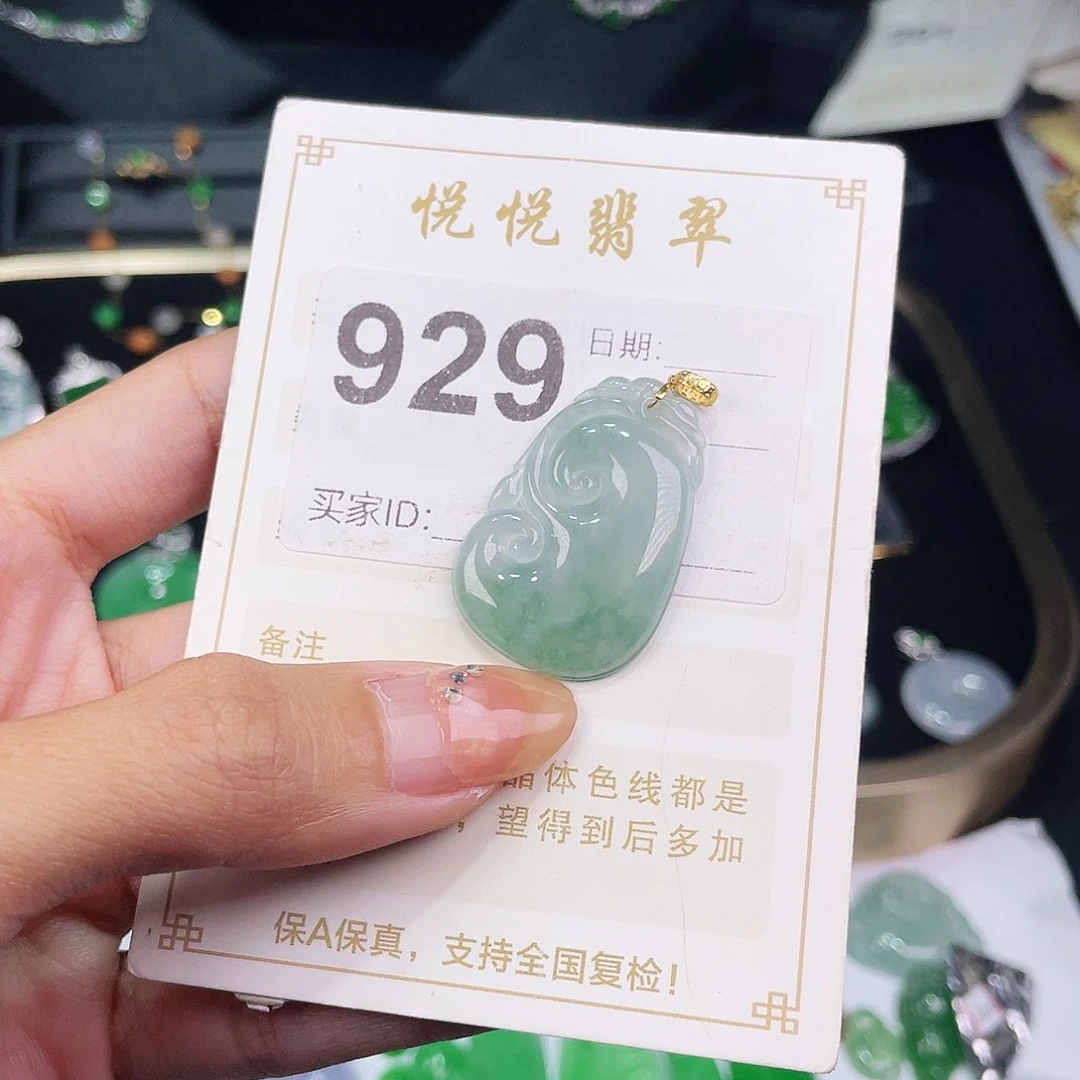 悦悦翡翠
929
日期:
买家ID:
备注
晶体色线都是
，望得到后多加
保A保真，支持全国复检!